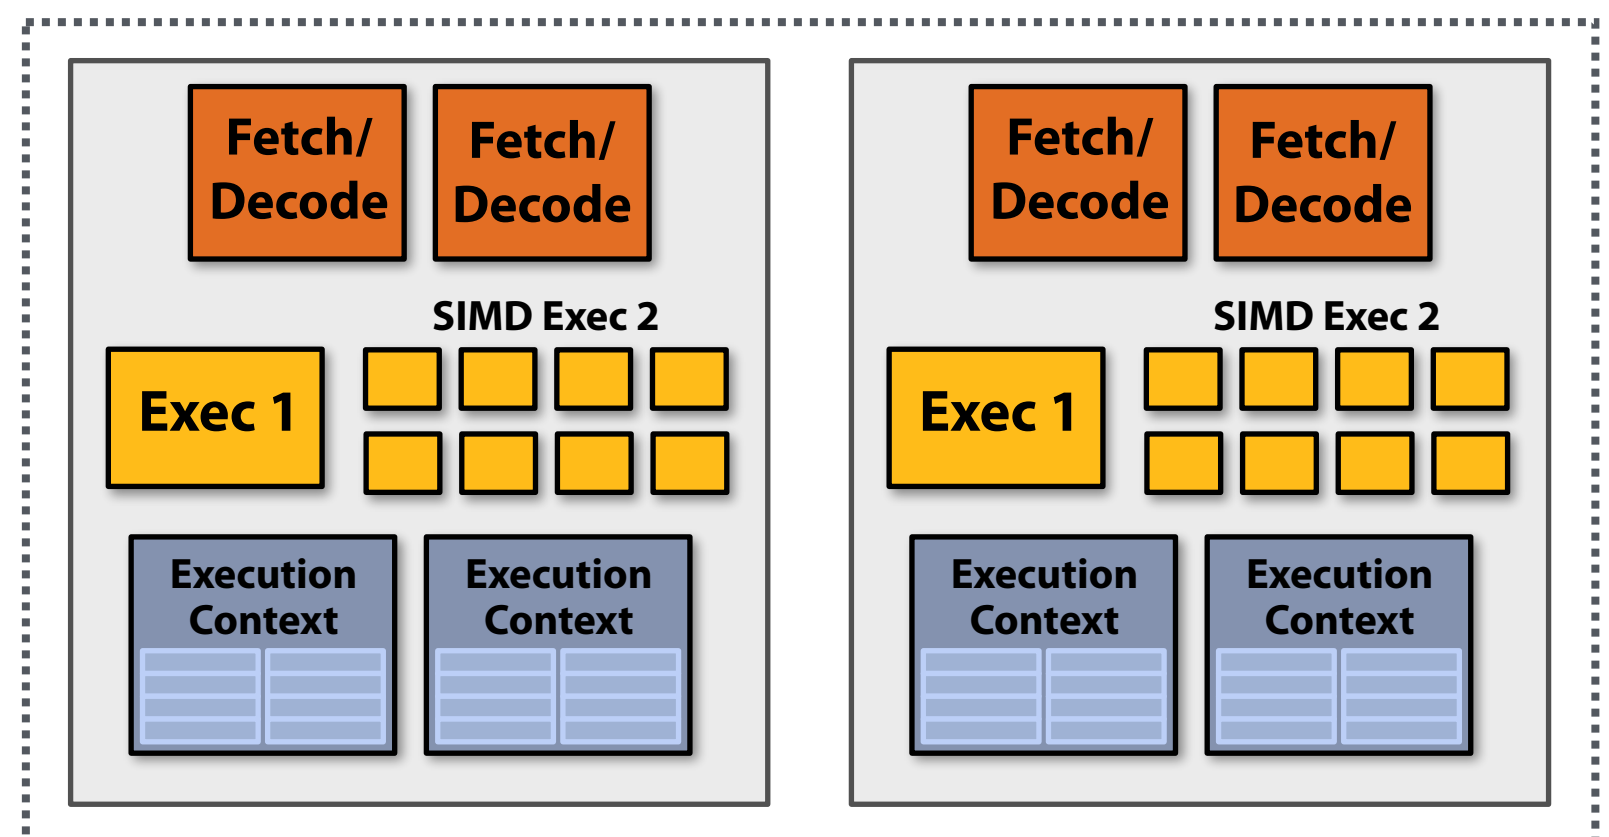 Fetch/
Decode
Fetch/
Decode
SIMD Exec 2
Exec 1
Execution
Context
Execution
Context
Fetch/
Decode
Fetch/
Decode
SIMD Exec 2
Exec 1
Execution
Context
Execution
Context